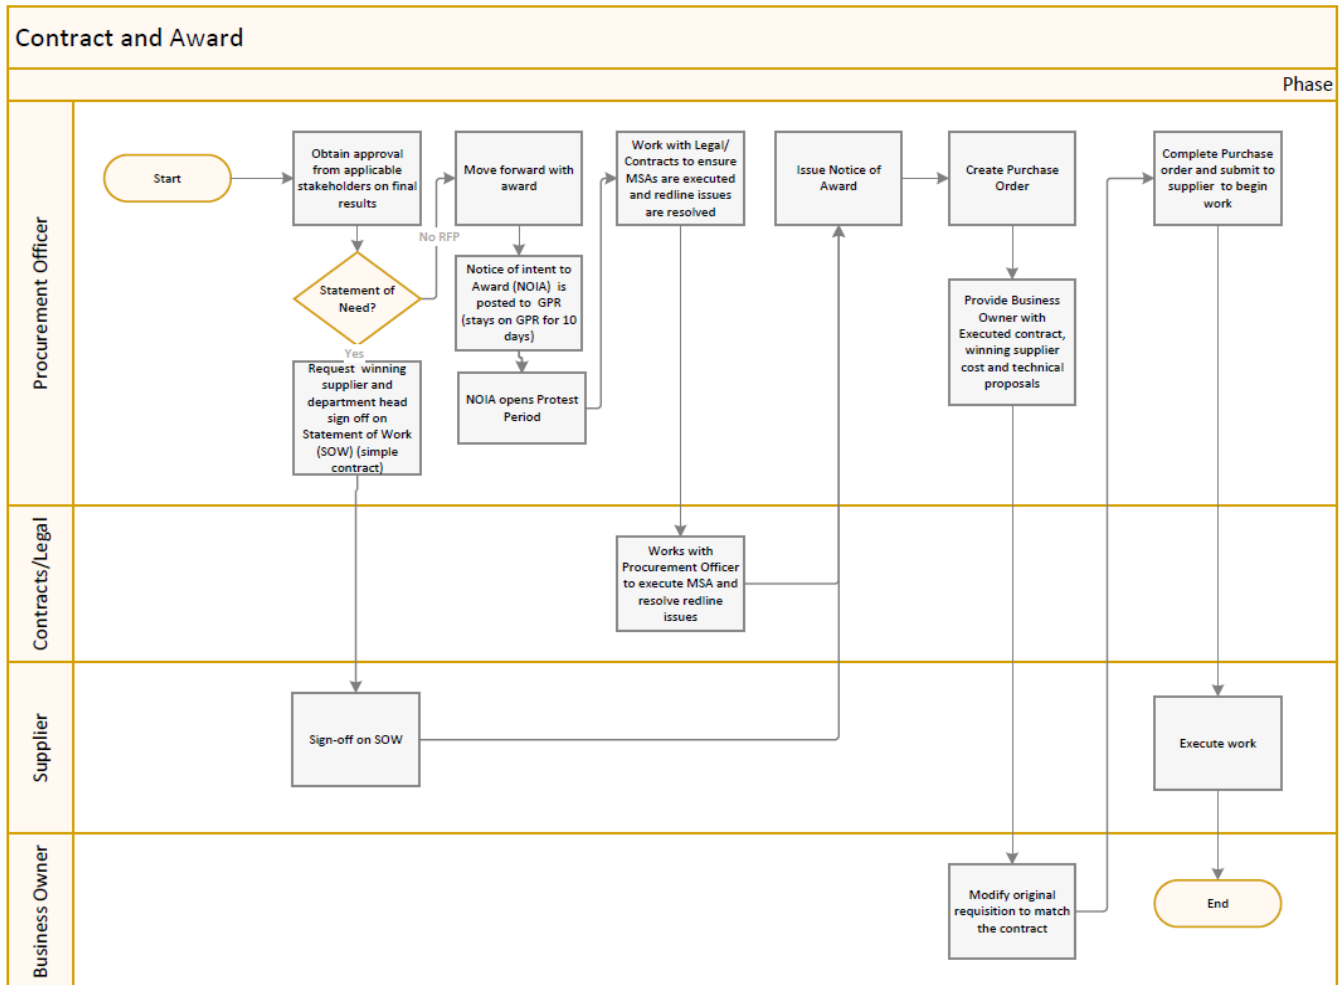 Contract and Award
Phase
Procurement Officer
Start
Obtain approval
from applicable
stakeholders on final
results
Statement of
Need?
No RFP
Yes
Request winning
supplier and
department head
sign off on
Statement of Work
(SOW) (simple
contract)
Move forward with
award
Notice of intent to
Award (NOIA) is
posted to GPR
(stays on GPR for 10
days)
NOIA opens Protest
Period
Work with Legal/
Contracts to ensure
MSAs are executed
and redline issues
are resolved
Issue Notice of
Award
Create Purchase
Order
Provide Business
Owner with
Executed contract,
winning supplier
cost and technical
proposals
Complete Purchase
order and submit to
supplier to begin
work
Contracts/Legal
Works with
Procurement Officer
to execute MSA and
resolve redline
issues
Supplier
Sign-off on SOW
Execute work
Business Owner
Modify original
requisition to match
the contract
End